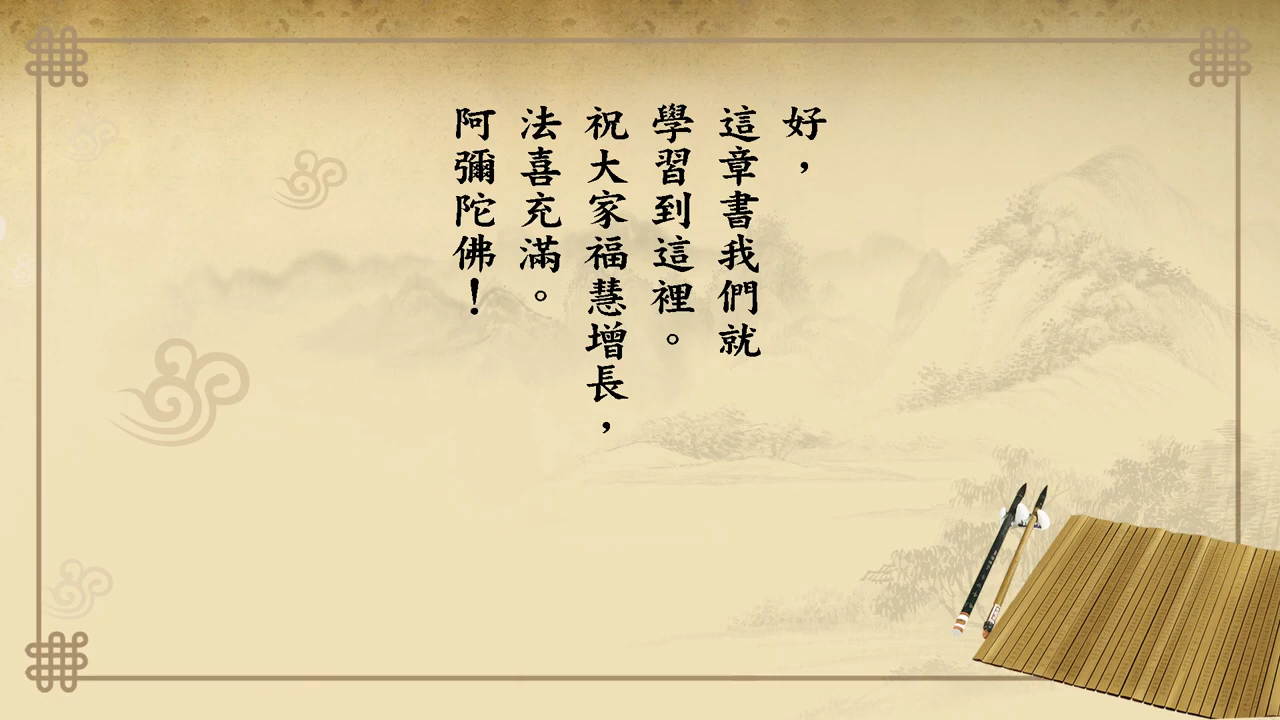 好，
這章書我們就
學習到這裡。
祝大家福慧增長，
法喜充滿。
阿彌陀佛！